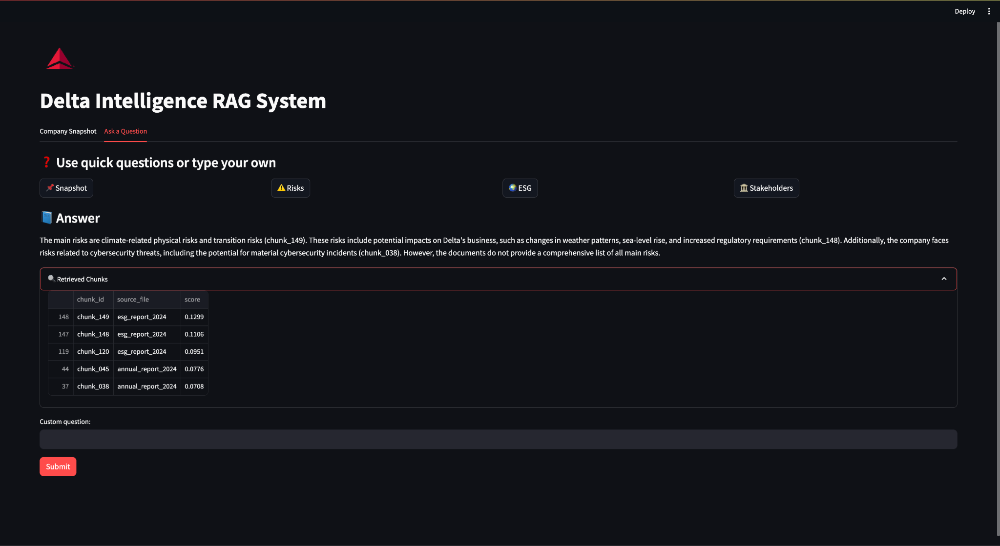 Deploy
Delta Intelligence RAG System
Company Snapshot Ask a Question
❓ Use quick questions or type your own
📌 Snapshot ⚠️ Risks 🌍 ESG 🏛️ Stakeholders
📘 Answer
The main risks are climate-related physical risks and transition risks (chunk_149). These risks include potential impacts on Delta's business, such as changes in weather patterns, sea-level rise, and increased regulatory requirements (chunk_148). Additionally, the company faces
risks related to cybersecurity threats, including the potential for material cybersecurity incidents (chunk_038). However, the documents do not provide a comprehensive list of all main risks.
🔍 Retrieved Chunks
chunk_id source_file score
148 chunk_149 esg_report_2024 0.1299
147 chunk_148 esg_report_2024 0.1106
119 chunk_120 esg_report_2024 0.0951
44 chunk_045 annual_report_2024 0.0776
37 chunk_038 annual_report_2024 0.0708
Custom question:
Submit